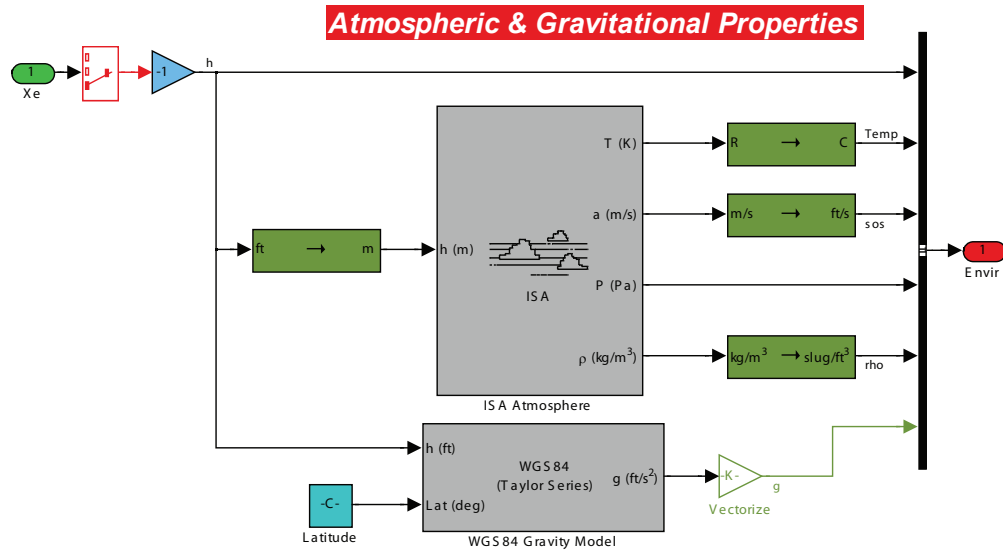 Atmospheric & Gravitational Properties
1
Xe
-1
h
T (K)
R → C
Temp
a (m/s)
m/s → ft/s
sos
ft → m
h (m)
ISA
P (Pa)
1
Envir
ρ (kg/m³)
kg/m³ → slug/ft³
rho
ISA Atmosphere
h (ft)
WGS84
(Taylor Series)
g (ft/s²)
-K-
g
Vectorize
-C-
Lat (deg)
Latitude
WGS84 Gravity Model